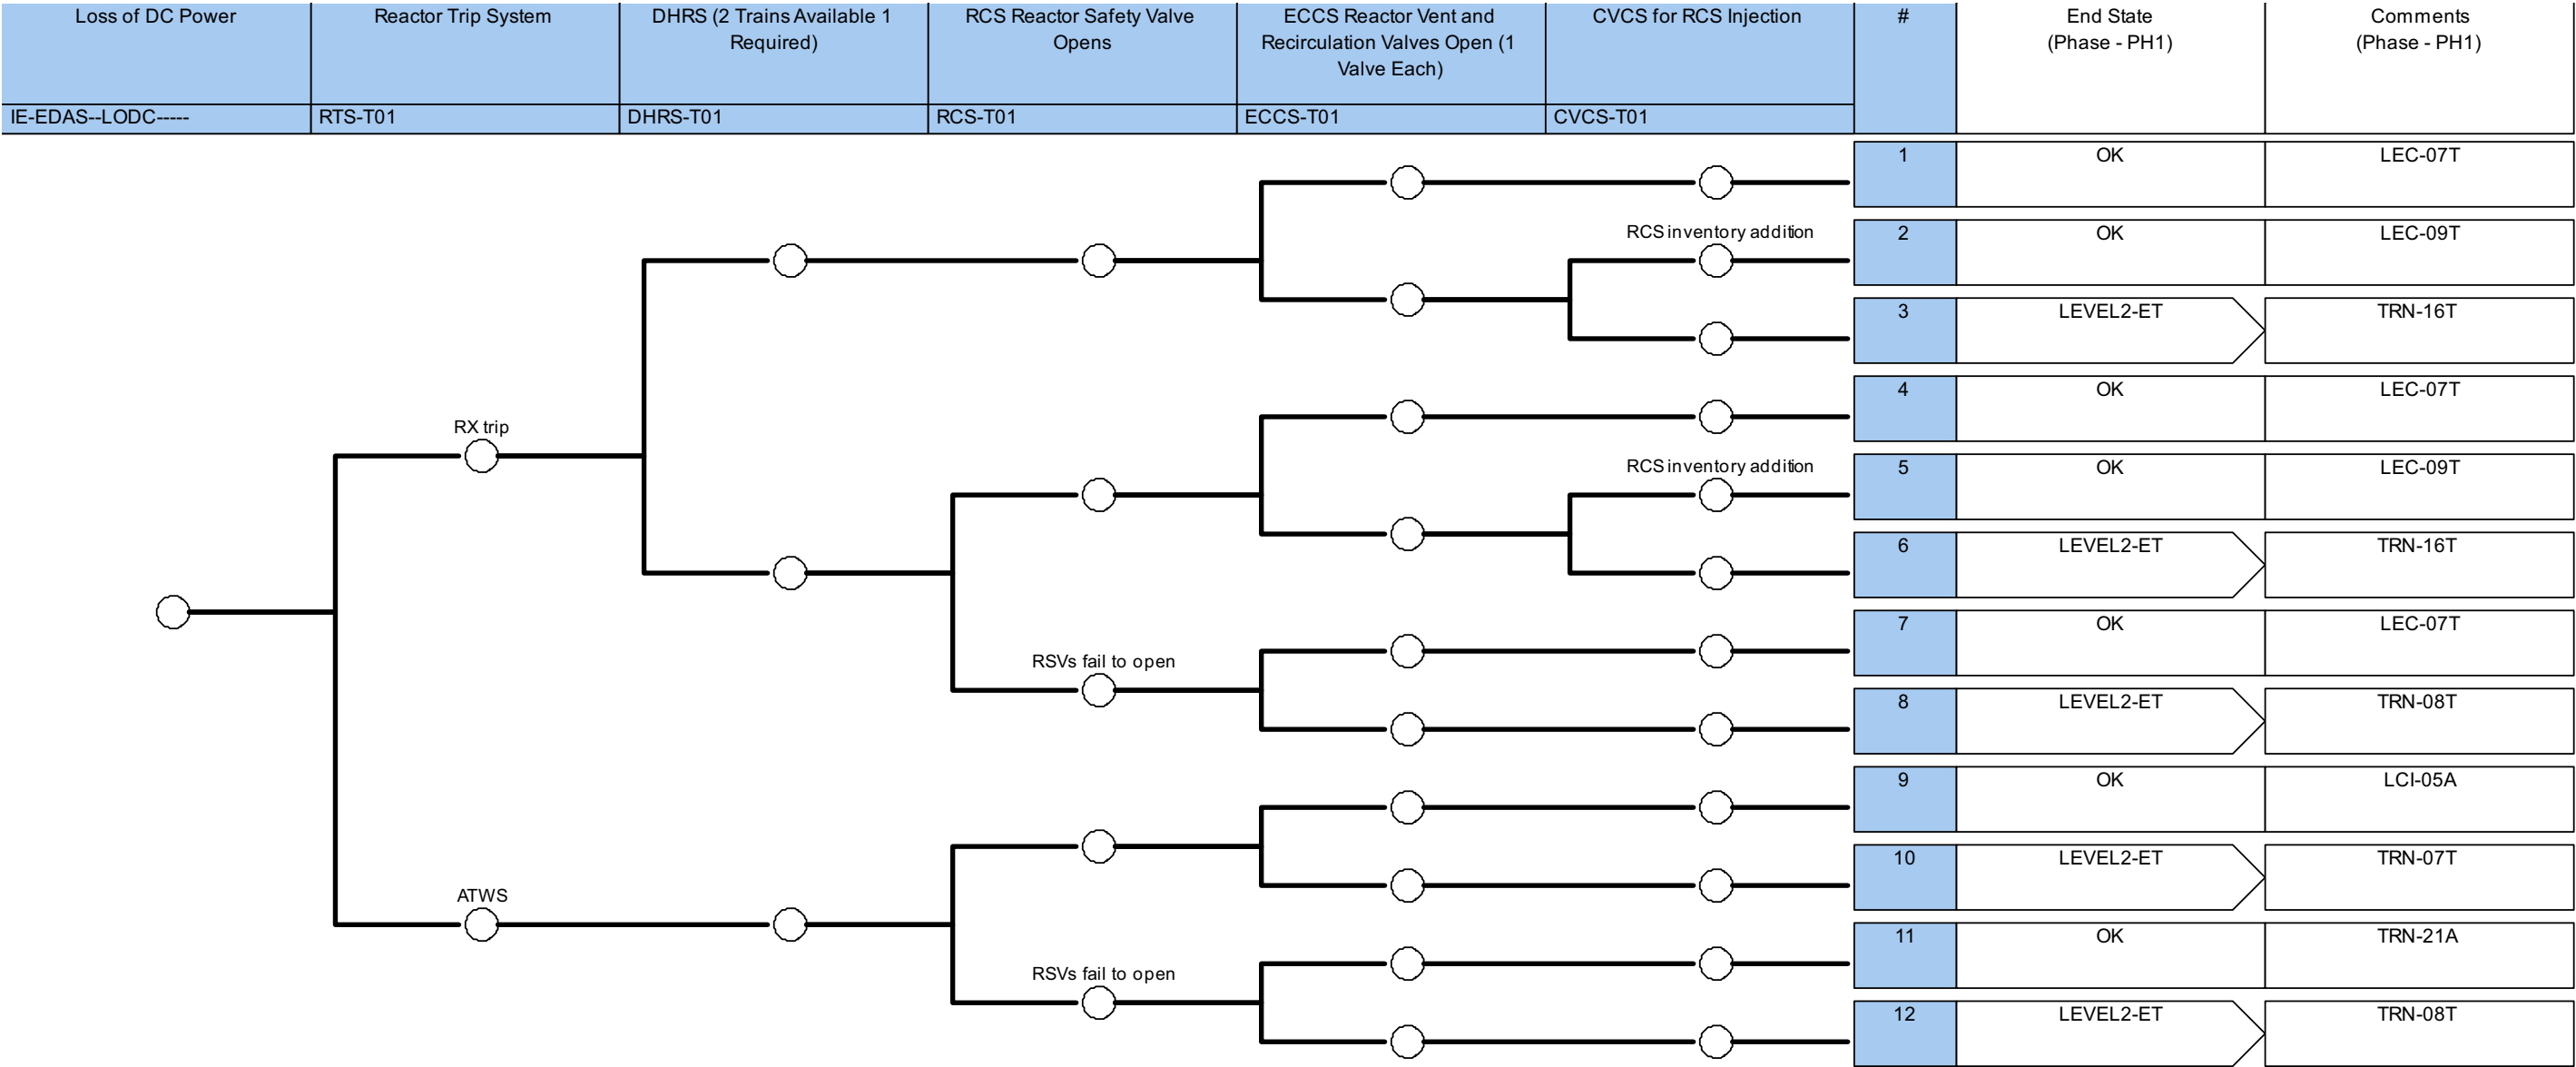 Loss of DC Power
Reactor Trip System
DHRS (2 Trains Available 1
Required)
RCS Reactor Safety Valve
Opens
ECCS Reactor Vent and
Recirculation Valves Open (1
Valve Each)
CVCS for RCS Injection
#
End State
(Phase - PH1)
Comments
(Phase - PH1)
IE-EDAS--LODC-----
RTS-T01
DHRS-T01
RCS-T01
ECCS-T01
CVCS-T01
1 OK LEC-07T
RCS inventory addition
2 OK LEC-09T
3 LEVEL2-ET TRN-16T
4 OK LEC-07T
RX trip
RCS inventory addition
5 OK LEC-09T
6 LEVEL2-ET TRN-16T
7 OK LEC-07T
RSVs fail to open
8 LEVEL2-ET TRN-08T
9 OK LCI-05A
10 LEVEL2-ET TRN-07T
ATWS
11 OK TRN-21A
RSVs fail to open
12 LEVEL2-ET TRN-08T